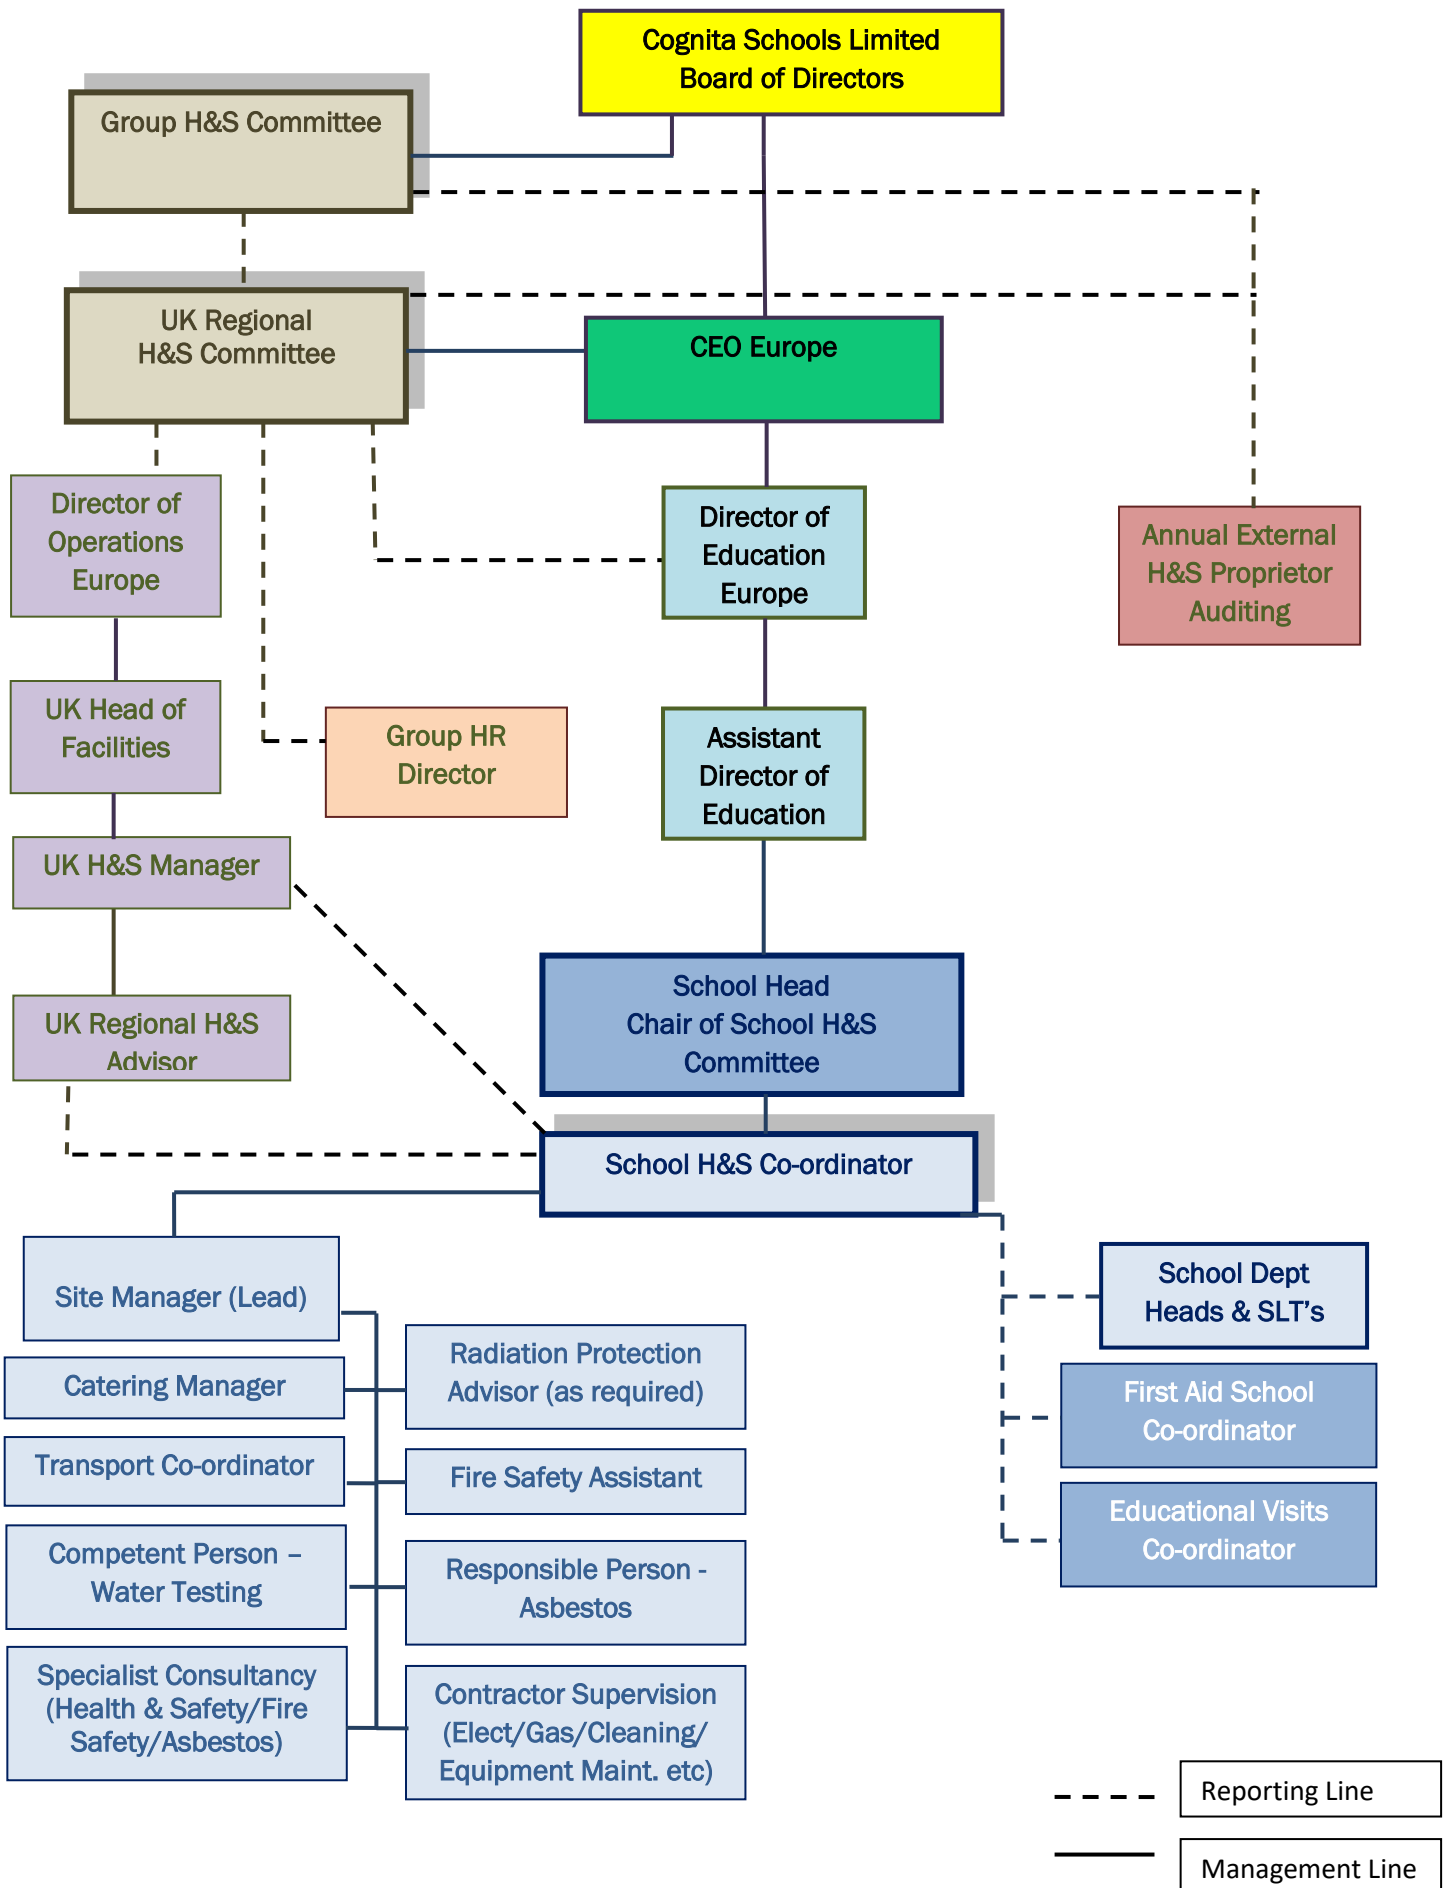 Cognita Schools Limited
Board of Directors
Group H&S Committee
UK Regional
H&S Committee
CEO Europe
Director of
Operations
Europe
Director of
Education
Europe
Annual External
H&S Proprietor
Auditing
UK Head of
Facilities
Group HR
Director
Assistant
Director of
Education
UK H&S Manager
UK Regional H&S
Advisor
School Head
Chair of School H&S
Committee
School H&S Co-ordinator
Site Manager (Lead)
School Dept
Heads & SLT’s
Radiation Protection
Advisor (as required)
Catering Manager
First Aid School
Co-ordinator
Transport Co-ordinator
Fire Safety Assistant
Educational Visits
Co-ordinator
Competent Person –
Water Testing
Responsible Person -
Asbestos
Specialist Consultancy
(Health & Safety/Fire
Safety/Asbestos)
Contractor Supervision
(Elect/Gas/Cleaning/
Equipment Maint. etc)
Reporting Line
Management Line